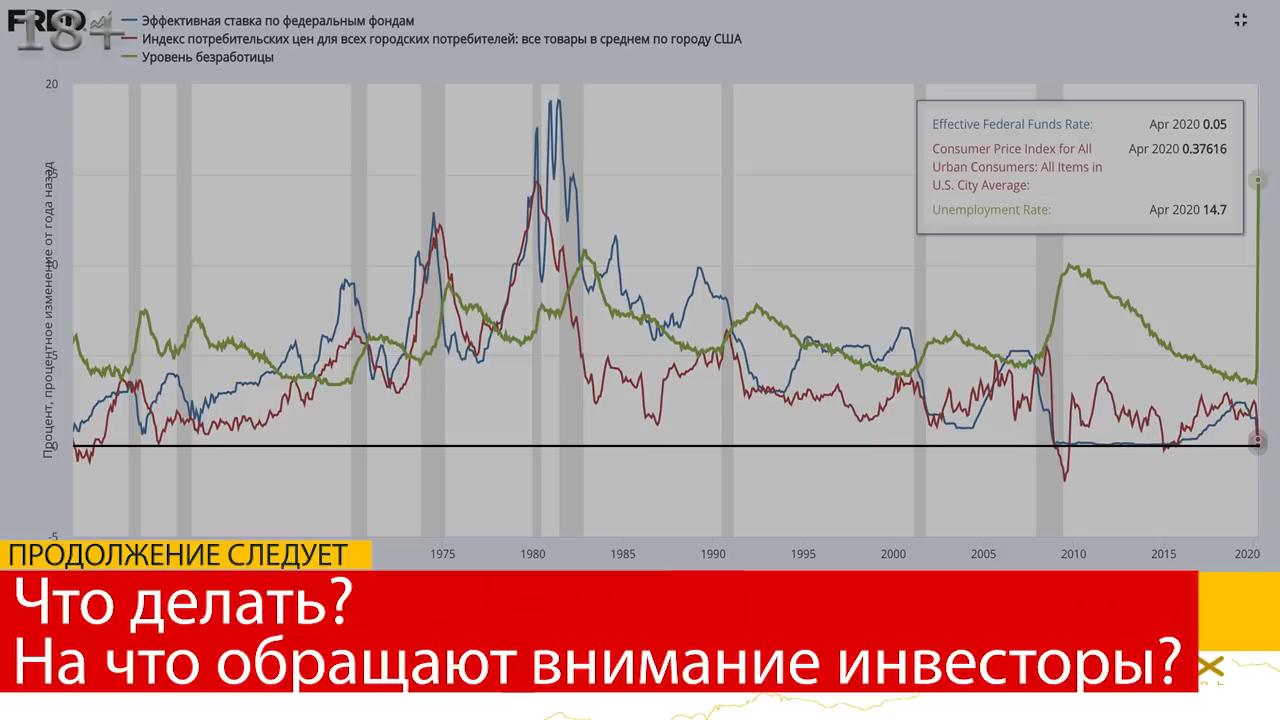 FRED
18+
Эффективная ставка по федеральным фондам
Индекс потребительских цен для всех городских потребителей: все товары в среднем по городу США
Уровень безработицы
Процент, процентное изменение от года назад
20
15
10
5
0
-5
Effective Federal Funds Rate: Apr 2020 0.05
Consumer Price Index for All Apr 2020 0.37616
Urban Consumers: All Items in
U.S. City Average:
Unemployment Rate: Apr 2020 14.7
1975 1980 1985 1990 1995 2000 2005 2010 2015 2020
ПРОДОЛЖЕНИЕ СЛЕДУЕТ
Что делать?
На что обращают внимание инвесторы?